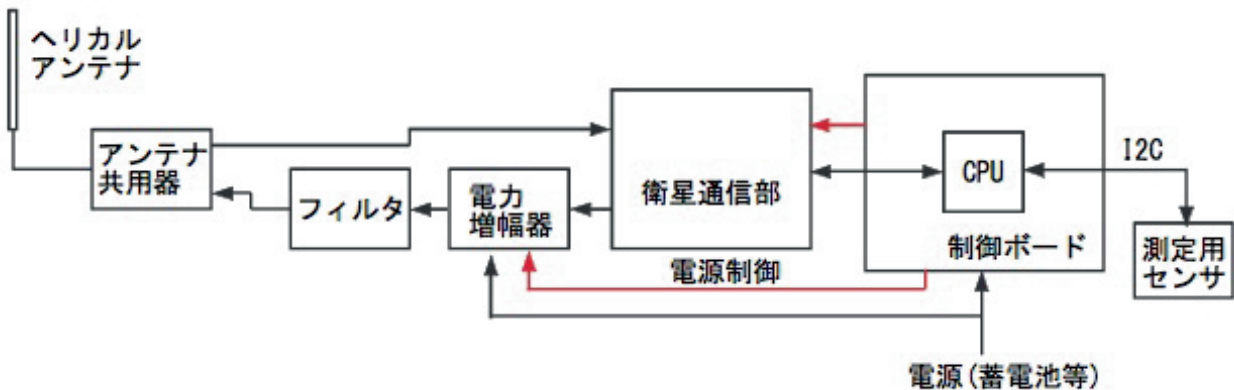 ヘリカル
アンテナ
アンテナ
共用器
フィルタ
電力
増幅器
衛星通信部
電源制御
CPU
制御ボード
I2C
測定用
センサ
電源(蓄電池等)